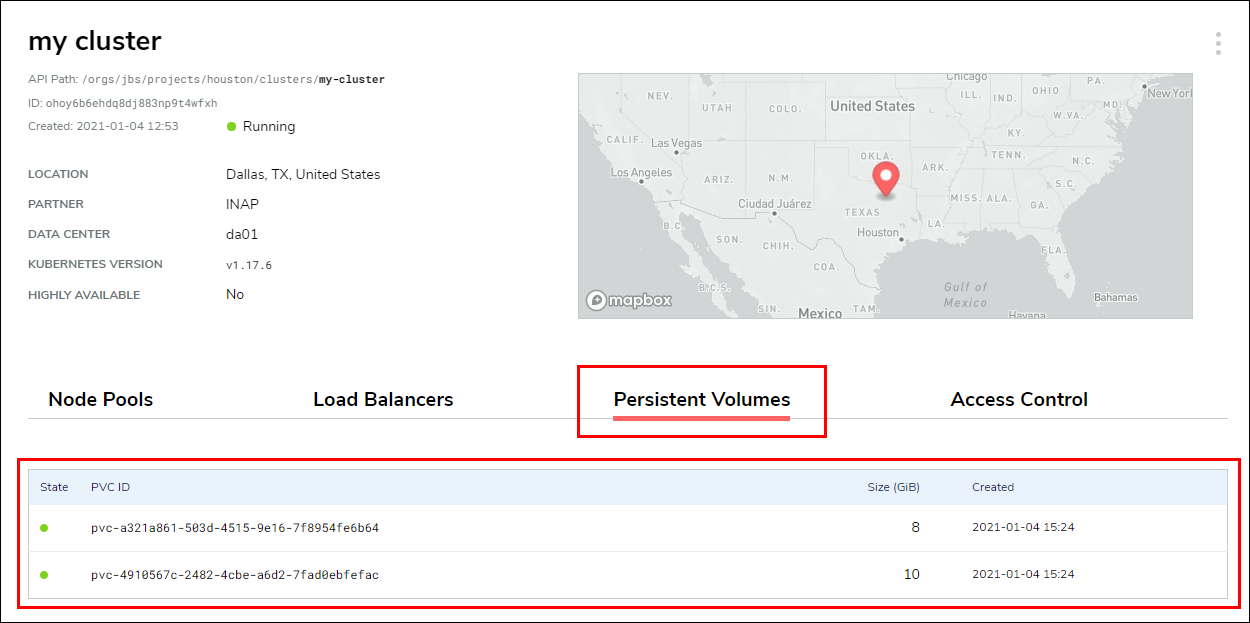 my cluster
API Path: /orgs/jbs/projects/houston/clusters/my-cluster
ID: ohoy6b6ehdq8dj883np9t4wfxh
Created: 2021-01-04 12:53
Running
LOCATION Dallas, TX, United States
PARTNER INAP
DATA CENTER da01
KUBERNETES VERSION v1.17.6
HIGHLY AVAILABLE No
Chicago
NEV.
UTAH
COLO.
United States
ILL.
IND.
OHIO
PA.
New York
MD.
W.VA.
CALIF.
Las Vegas
KY.
Los Angeles
ARIZ.
N.M.
OKLA.
ARK.
TENN.
N.C.
S.C.
Ciudad Juárez
TEXAS
MISS.
ALA.
GA.
B.C.
SON.
CHIH.
Houston
LA.
COA.
FLA.
B.C.S.
Gulf of
Mexico
Bahamas
mapbox
SIN.
Mexico
TAM.
Havana
Node Pools Load Balancers Persistent Volumes Access Control
State PVC ID Size (GiB) Created
pvc-a321a861-503d-4515-9e16-7f8954fe6b64 8 2021-01-04 15:24
pvc-4910567c-2482-4cbe-a6d2-7fad0ebfefac 10 2021-01-04 15:24